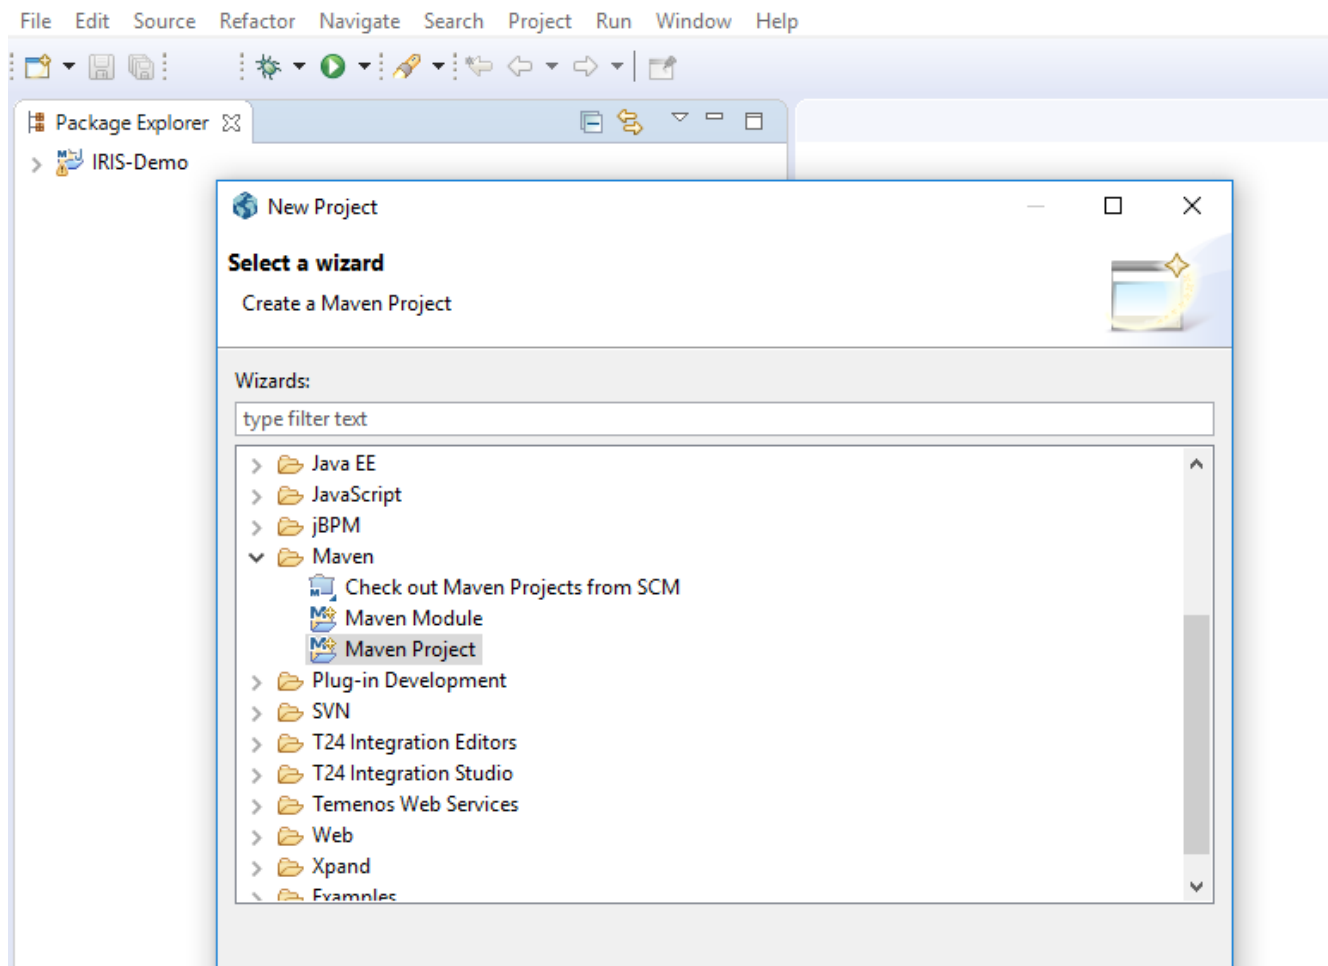 File Edit Source Refactor Navigate Search Project Run Window Help
Package Explorer
IRIS-Demo
New Project
Select a wizard
Create a Maven Project
Wizards:
type filter text
Java EE
JavaScript
jBPM
Maven
Check out Maven Projects from SCM
Maven Module
Maven Project
Plug-in Development
SVN
T24 Integration Editors
T24 Integration Studio
Temenos Web Services
Web
Xpand
Examples